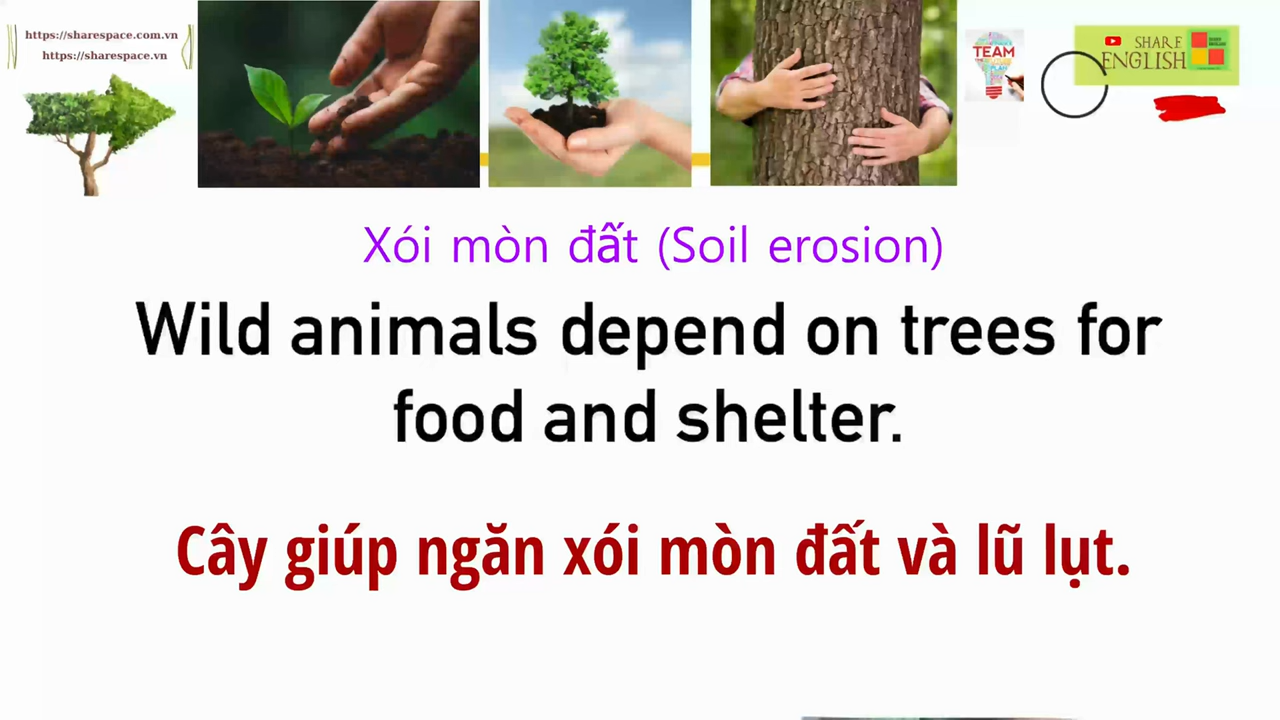 https://sharespace.com.vn
https://sharespace.vn
TEAM
PLAN
SHARE
ENGLISH
Xói mòn đất (Soil erosion)
Wild animals depend on trees for
food and shelter.
Cây giúp ngăn xói mòn đất và lũ lụt.